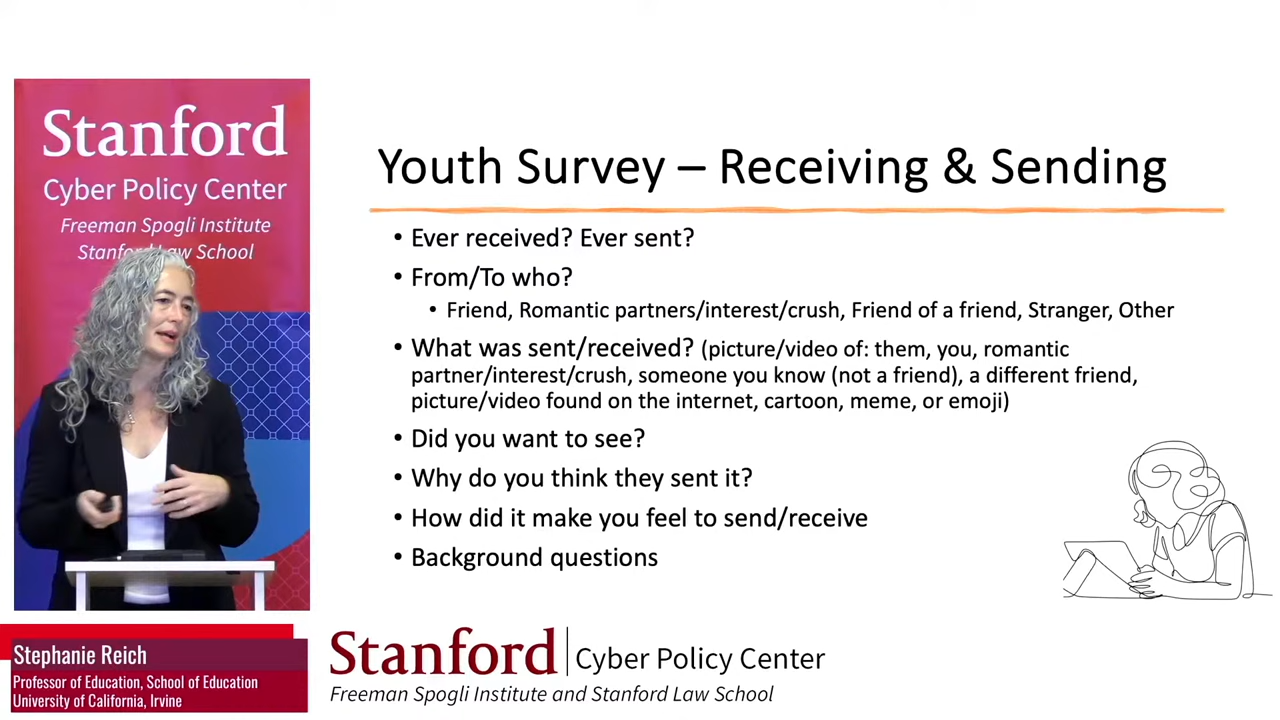 Stanford
Cyber Policy Center
Freeman Spogli Institute
Stanford Law School
Youth Survey – Receiving & Sending
• Ever received? Ever sent?
• From/To who?
• Friend, Romantic partners/interest/crush, Friend of a friend, Stranger, Other
• What was sent/received? (picture/video of: them, you, romantic
partner/interest/crush, someone you know (not a friend), a different friend,
picture/video found on the internet, cartoon, meme, or emoji)
• Did you want to see?
• Why do you think they sent it?
• How did it make you feel to send/receive
• Background questions
Stephanie Reich
Professor of Education, School of Education
University of California, Irvine
Stanford | Cyber Policy Center
Freeman Spogli Institute and Stanford Law School